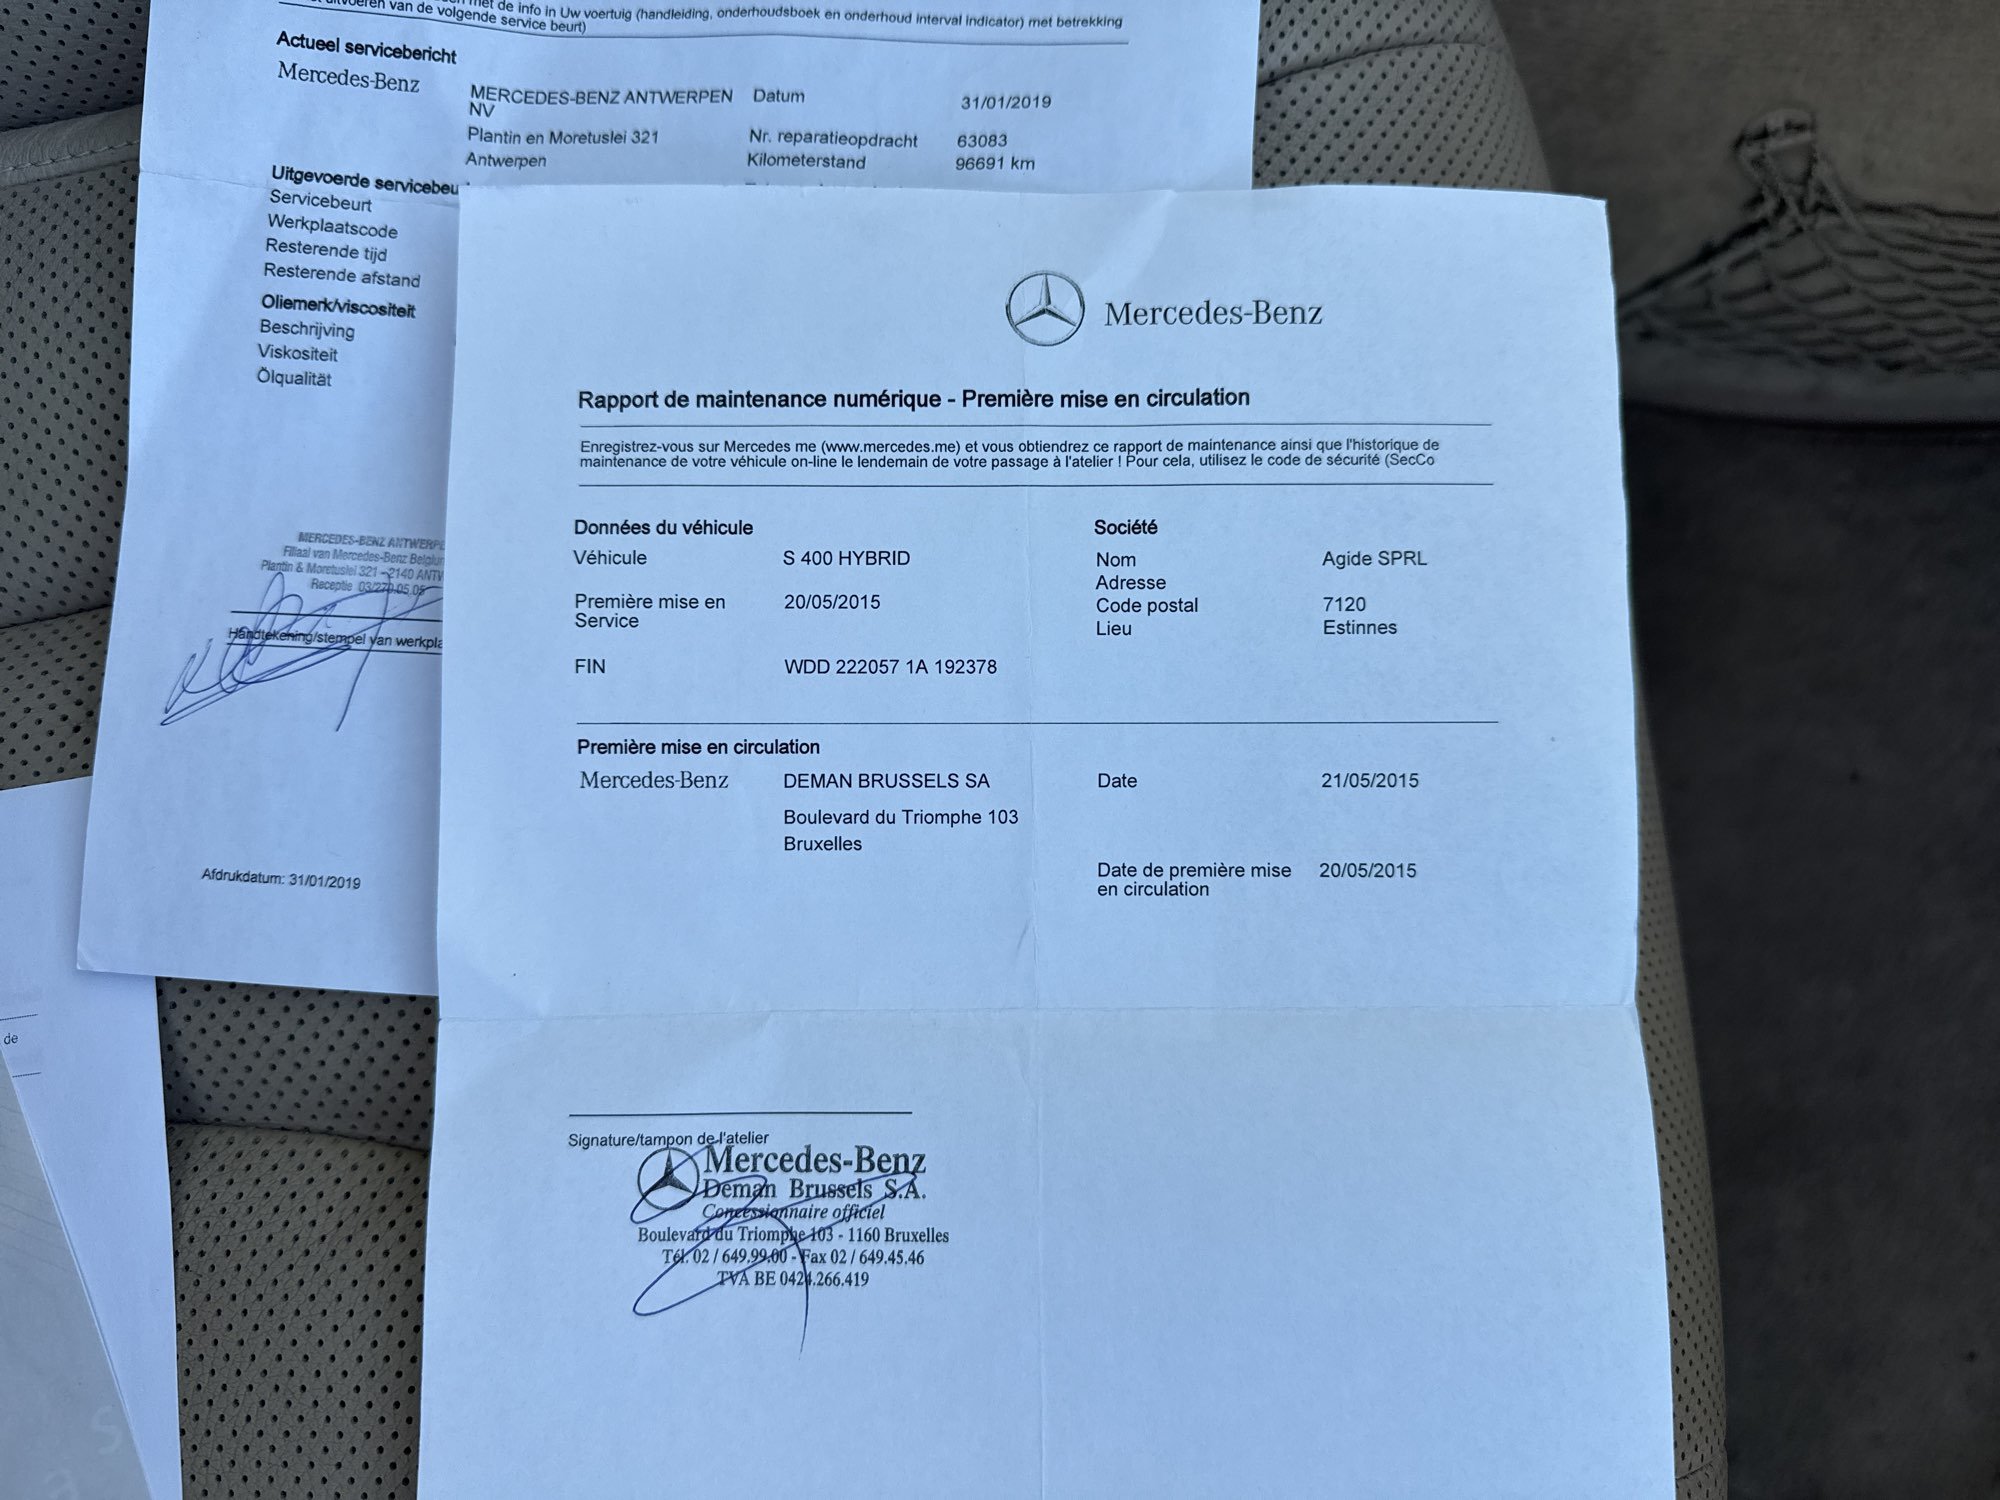 met de info in Uw voertuig (handleiding, onderhoudsboek en onderhoud interval indicator) met betrekking
van de volgende service beurt)
Actueel servicebericht
Mercedes-Benz
MERCEDES-BENZ ANTWERPEN NV
Datum 31/01/2019
Plantin en Moretuslei 321
Nr. reparatieopdracht 63083
Antwerpen
Kilometerstand 96691 km
Uitgevoerde servicebeu
Servicebeurt
Werkplaatscode
Resterende tijd
Resterende afstand
Oliemerk/viscositeit
Beschrijving
Viskositeit
Ölqualität
MERCEDES-BENZ ANTWERPE
Filiaal van Mercedes-Benz Belgiu
Plantin & Moretuslei 321 - 2140 ANTW
Receptie 03/270.05.05
Handtekening/stempel van werkpla
Afdrukdatum: 31/01/2019
de
Mercedes-Benz
Rapport de maintenance numérique - Première mise en circulation
Enregistrez-vous sur Mercedes me (www.mercedes.me) et vous obtiendrez ce rapport de maintenance ainsi que l'historique de
maintenance de votre véhicule on-line le lendemain de votre passage à l'atelier ! Pour cela, utilisez le code de sécurité (SecCo
Données du véhicule
Véhicule S 400 HYBRID
Première mise en Service 20/05/2015
FIN WDD 222057 1A 192378
Société
Nom Agide SPRL
Adresse
Code postal 7120
Lieu Estinnes
Première mise en circulation
Mercedes-Benz DEMAN BRUSSELS SA
Boulevard du Triomphe 103
Bruxelles
Date 21/05/2015
Date de première mise en circulation 20/05/2015
Signature/tampon de l'atelier
Mercedes-Benz
Deman Brussels S.A.
Concessionnaire officiel
Boulevard du Triomphe 103 - 1160 Bruxelles
Tél. 02 / 649.99.00 - Fax 02 / 649.45.46
TVA BE 0424.266.419